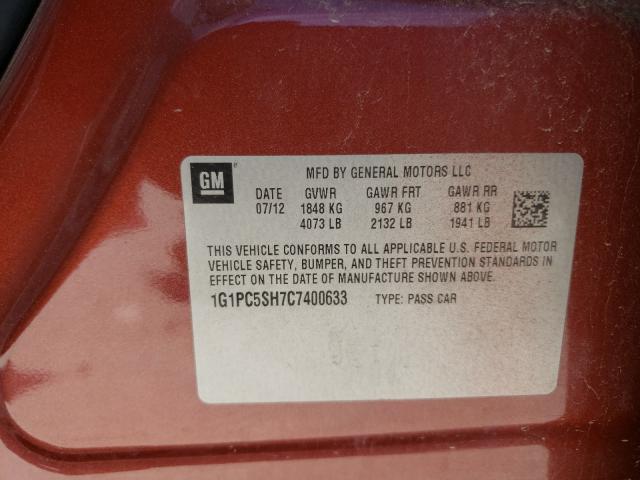 GM
MFD BY GENERAL MOTORS LLC
DATE GVWR GAWR FRT GAWR RR
07/12 1848 KG 967 KG 881 KG
4073 LB 2132 LB 1941 LB
THIS VEHICLE CONFORMS TO ALL APPLICABLE U.S. FEDERAL MOTOR
VEHICLE SAFETY, BUMPER, AND THEFT PREVENTION STANDARDS IN
EFFECT ON THE DATE OF MANUFACTURE SHOWN ABOVE.
1G1PC5SH7C7400633 TYPE: PASS CAR